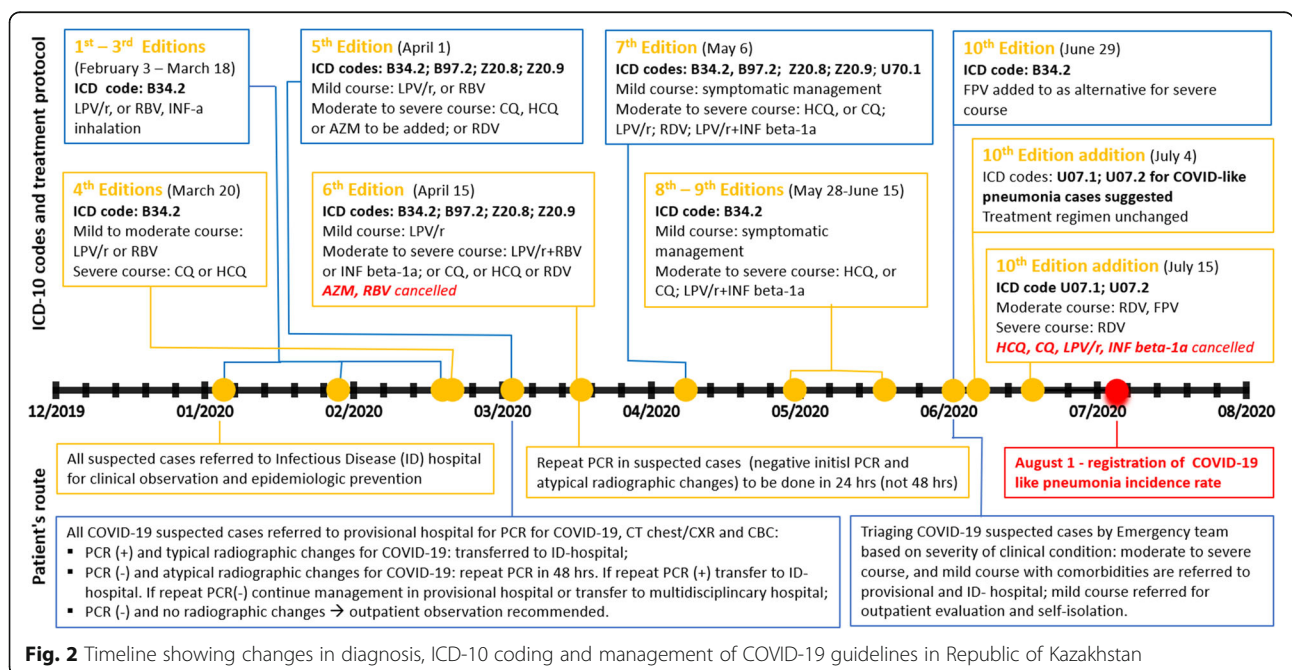 ICD-10 codes and treatment protocol
1st – 3rd Editions
(February 3 – March 18)
ICD code: B34.2
LPV/r, or RBV, INF-a
inhalation
5th Edition (April 1)
ICD codes: B34.2; B97.2; Z20.8; Z20.9
Mild course: LPV/r, or RBV
Moderate to severe course: CQ, HCQ
or AZM to be added; or RDV
7th Edition (May 6)
ICD codes: B34.2, B97.2; Z20.8; Z20.9; U70.1
Mild course: symptomatic management
Moderate to severe course: HCQ, or CQ;
LPV/r; RDV; LPV/r+INF beta-1a
10th Edition (June 29)
ICD code: B34.2
FPV added to as alternative for severe
course
4th Editions (March 20)
ICD code: B34.2
Mild to moderate course:
LPV/r or RBV
Severe course: CQ or HCQ
6th Edition (April 15)
ICD codes: B34.2; B97.2; Z20.8; Z20.9
Mild course: LPV/r
Moderate to severe course: LPV/r+RBV
or INF beta-1a; or CQ, or HCQ or RDV
AZM, RBV cancelled
8th – 9th Editions (May 28-June 15)
ICD code: B34.2
Mild course: symptomatic
management
Moderate to severe course: HCQ, or
CQ; LPV/r+INF beta-1a
10th Edition addition (July 4)
ICD codes: U07.1; U07.2 for COVID-like
pneumonia cases suggested
Treatment regimen unchanged
10th Edition addition (July 15)
ICD code U07.1; U07.2
Moderate course: RDV, FPV
Severe course: RDV
HCQ, CQ, LPV/r, INF beta-1a cancelled
12/2019 01/2020 02/2020 03/2020 04/2020 05/2020 06/2020 07/2020 08/2020
Patient's route
All suspected cases referred to Infectious Disease (ID) hospital
for clinical observation and epidemiologic prevention
Repeat PCR in suspected cases (negative initisl PCR and
atypical radiographic changes) to be done in 24 hrs (not 48 hrs)
August 1 - registration of COVID-19
like pneumonia incidence rate
All COVID-19 suspected cases referred to provisional hospital for PCR for COVID-19, CT chest/CXR and CBC:
▪ PCR (+) and typical radiographic changes for COVID-19: transferred to ID-hospital;
▪ PCR (-) and atypical radiographic changes for COVID-19: repeat PCR in 48 hrs. If repeat PCR (+) transfer to ID-
hospital. If repeat PCR(-) continue management in provisional hospital or transfer to multidisciplincary hospital;
▪ PCR (-) and no radiographic changes → outpatient observation recommended.
Triaging COVID-19 suspected cases by Emergency team
based on severity of clinical condition: moderate to severe
course, and mild course with comorbidities are referred to
provisional and ID- hospital; mild course referred for
outpatient evaluation and self-isolation.
Fig. 2 Timeline showing changes in diagnosis, ICD-10 coding and management of COVID-19 guidelines in Republic of Kazakhstan